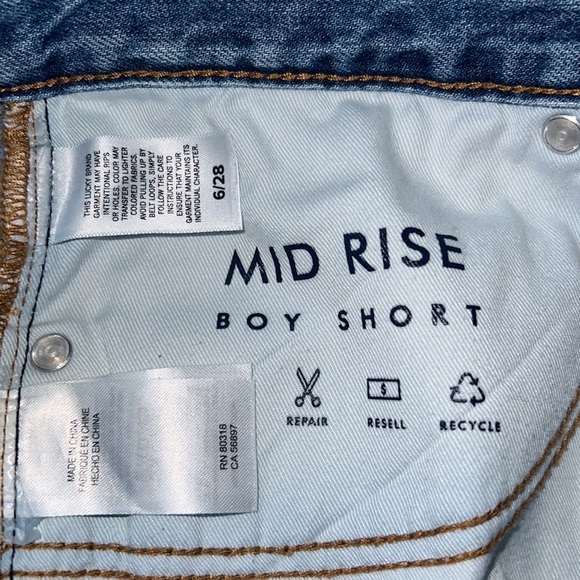 THIS LUCKY BRAND
GARMENT MAY HAVE
INTENTIONAL RIPS
OR HOLES. COLOR MAY
TRANSFER TO LIGHTER
COLORED FABRICS.
AVOID PULLING UP BY
BELT LOOPS, SIMPLY
FOLLOW THE CARE
INSTRUCTIONS TO
ENSURE THAT YOUR
GARMENT MAINTAINS ITS
INDIVIDUAL CHARACTER.
6/28
MID RISE
BOY SHORT
$
REPAIR RESELL RECYCLE
MADE IN CHINA
FABRIQUÉ EN CHINE
HECHO EN CHINA
RN 80318
CA 56897